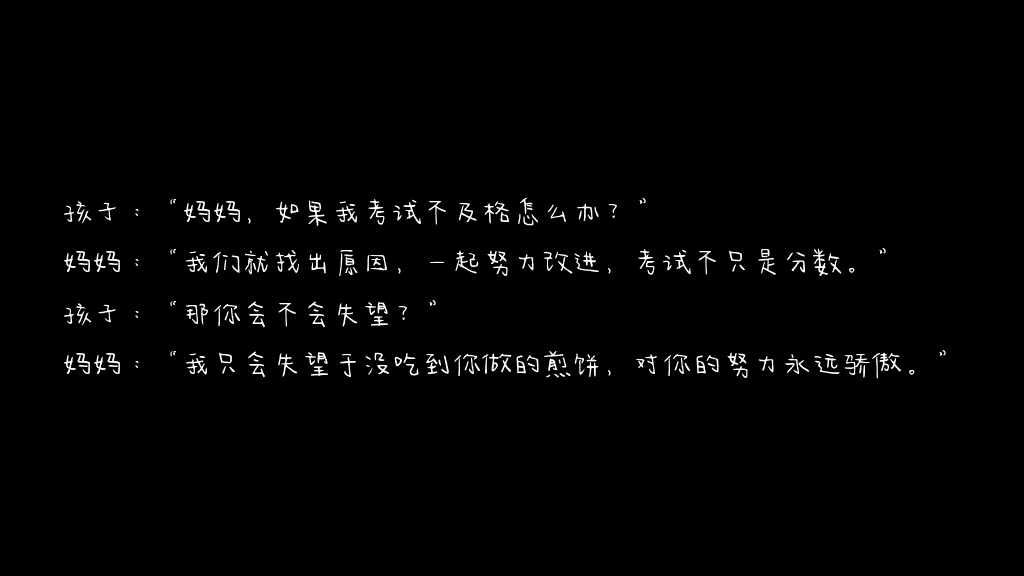 孩子：“妈妈，如果我考试不及格怎么办？”
妈妈：“我们就找出原因，一起努力改进，考试不只是分数。”
孩子：“那你会不会失望？”
妈妈：“我只会失望于没吃到你做的煎饼，对你的努力永远骄傲。”